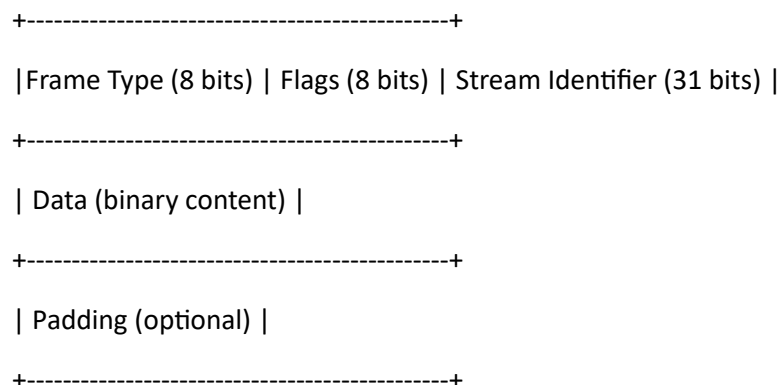 +-----------------------------------------------+
|Frame Type (8 bits) | Flags (8 bits) | Stream Identifier (31 bits) |
+-----------------------------------------------+
| Data (binary content) |
+-----------------------------------------------+
| Padding (optional) |
+-----------------------------------------------+